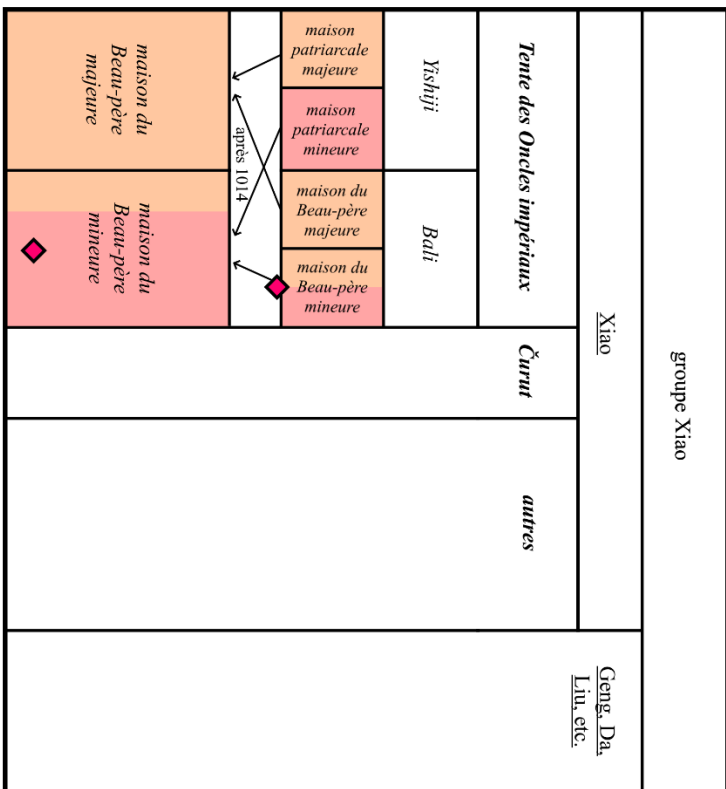 groupe Xiao
Xiao
Geng, Da,
Liu, etc.
Tente des Oncles impériaux
Čurut
autres
Yishiji
Bali
maison
patriarcale
majeure
maison
patriarcale
mineure
maison du
Beau-père
majeure
maison du
Beau-père
mineure
après 1014
maison du
Beau-père
majeure
maison du
Beau-père
mineure